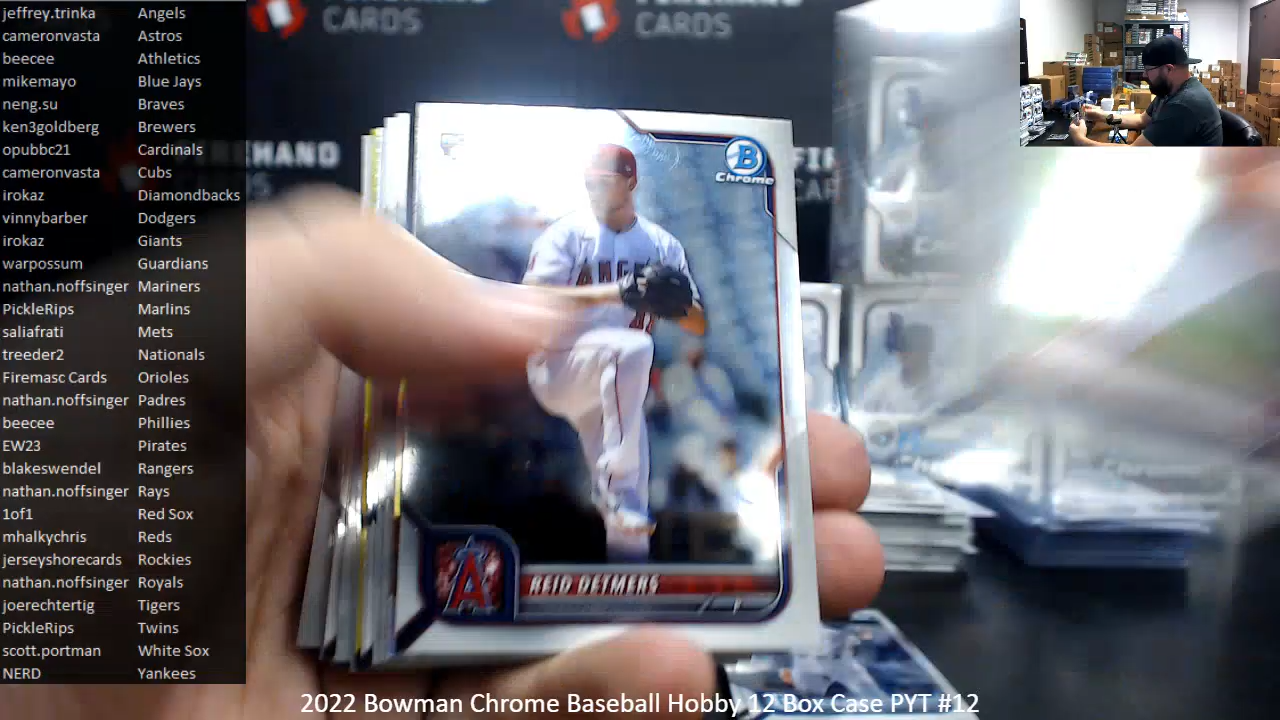 jeffrey.trinka Angels
cameronvasta Astros
beecee Athletics
mikemayo Blue Jays
neng.su Braves
ken3goldberg Brewers
opubbc21 Cardinals
cameronvasta Cubs
irokaz Diamondbacks
vinnybarber Dodgers
irokaz Giants
warpossum Guardians
nathan.noffsinger Mariners
PickleRips Marlins
saliafrati Mets
treeder2 Nationals
Firemasc Cards Orioles
nathan.noffsinger Padres
beecee Phillies
EW23 Pirates
blakeswendel Rangers
nathan.noffsinger Rays
1of1 Red Sox
mhalkychris Reds
jerseyshorecards Rockies
nathan.noffsinger Royals
joerechtertig Tigers
PickleRips Twins
scott.portman White Sox
NERD Yankees
CARDS
CARDS
B
Chrome
A
REID DETMERS
2022 Bowman Chrome Baseball Hobby 12 Box Case PYT #12